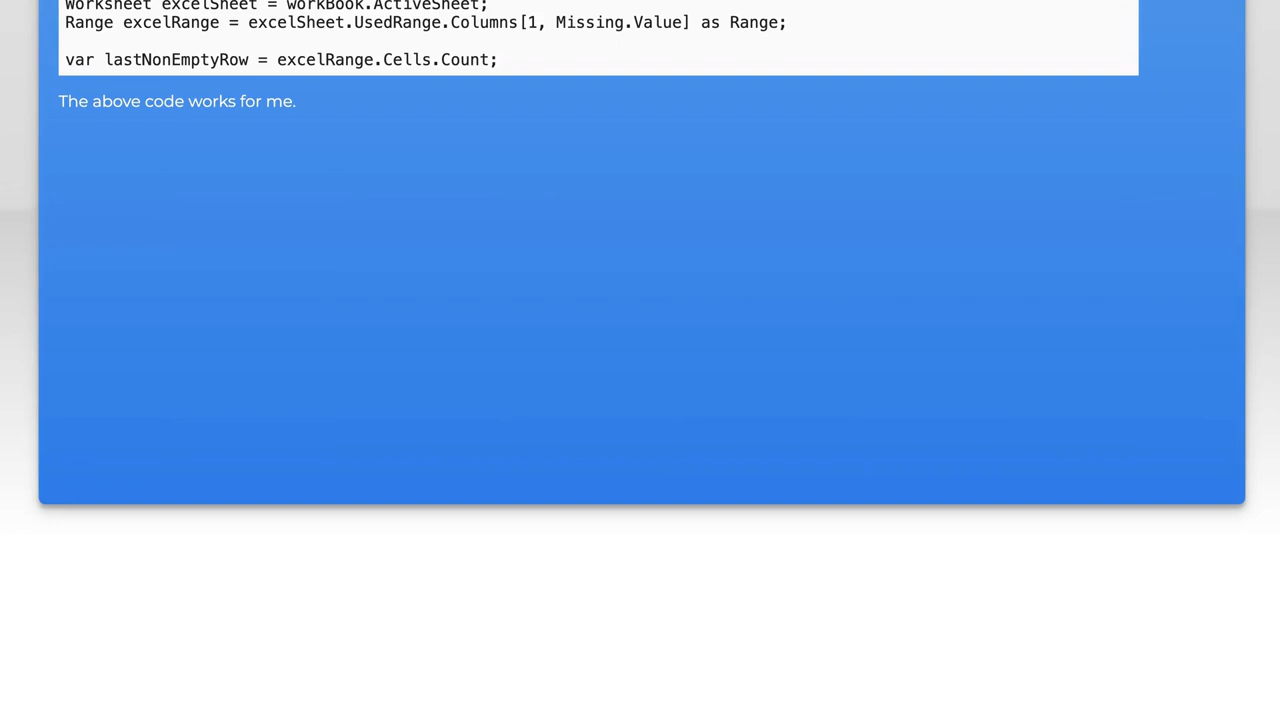 Worksheet excelSheet = workBook.ActiveSheet;
Range excelRange = excelSheet.UsedRange.Columns[1, Missing.Value] as Range;
var lastNonEmptyRow = excelRange.Cells.Count;
The above code works for me.